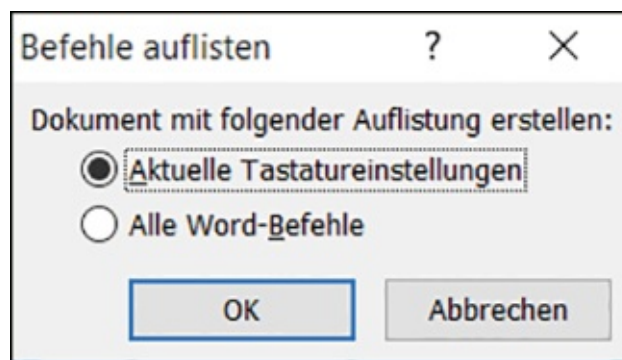 Befehle auflisten ?
Dokument mit folgender Auflistung erstellen:
Aktuelle Tastatureinstellungen
Alle Word-Befehle
OK Abbrechen